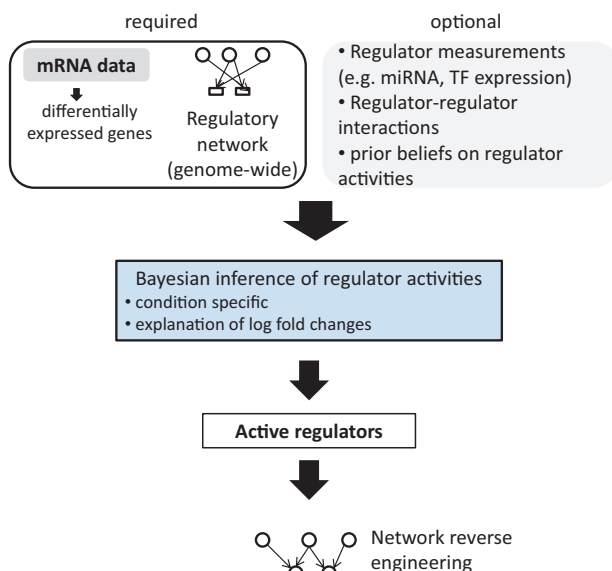 required
optional
mRNA data
differentially
expressed genes
Regulatory
network
(genome-wide)
• Regulator measurements
(e.g. miRNA, TF expression)
• Regulator-regulator
interactions
• prior beliefs on regulator
activities
Bayesian inference of regulator activities
• condition specific
• explanation of log fold changes
Active regulators
Network reverse
engineering